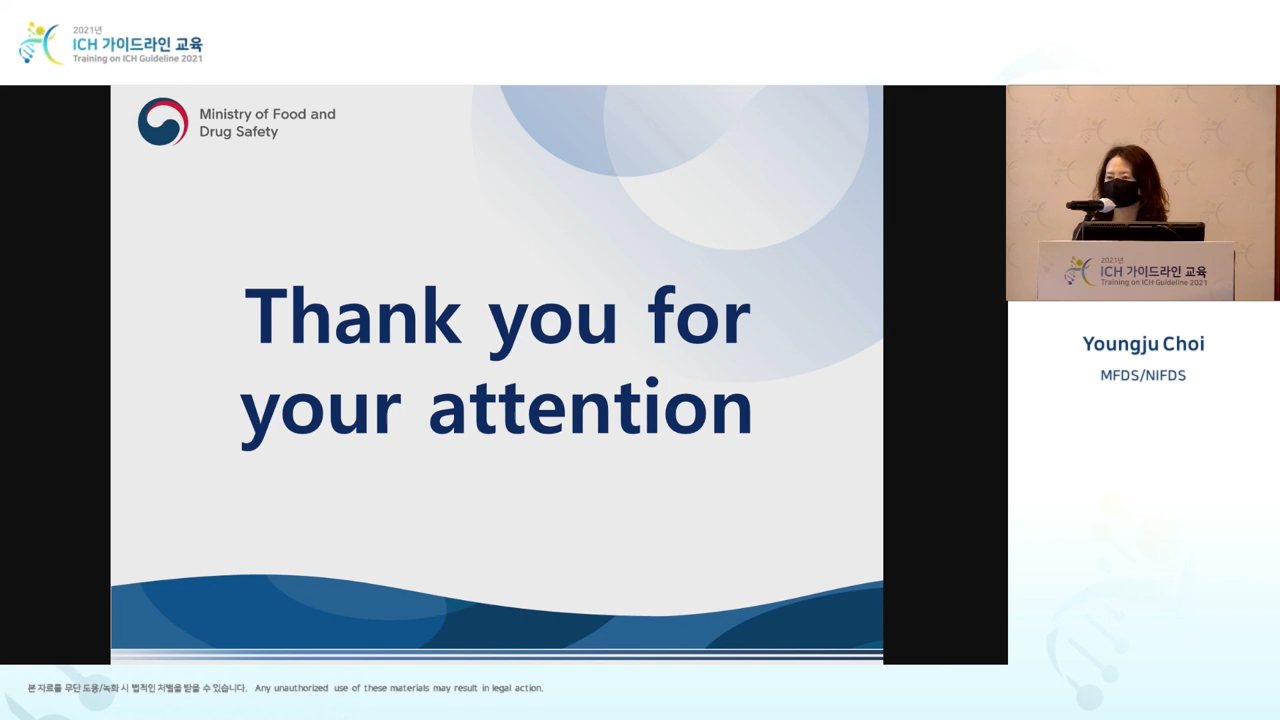 2021년
ICH 가이드라인 교육
Training on ICH Guideline 2021
Ministry of Food and
Drug Safety
Thank you for
your attention
2021년
ICH 가이드라인 교육
Training on ICH Guideline 2021
Youngju Choi
MFDS/NIFDS
본 자료를 무단 도용/녹화 시 법적인 처벌을 받을 수 있습니다. Any unauthorized use of these materials may result in legal action.